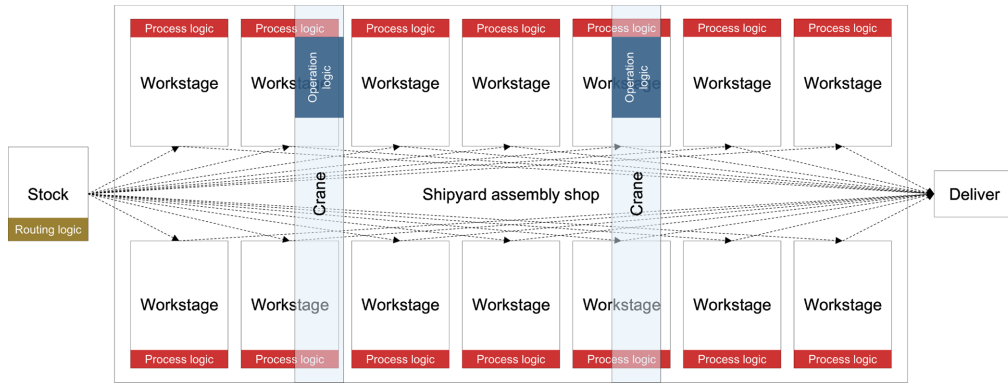 Process logic
Process logic
Process logic
Process logic
Process logic
Process logic
Process logic
Workstage
Workstage
Workstage
Workstage
Workstage
Workstage
Workstage
Operation
logic
Operation
logic
Stock
Routing logic
Crane
Shipyard assembly shop
Crane
Deliver
Workstage
Workstage
Workstage
Workstage
Workstage
Workstage
Workstage
Process logic
Process logic
Process logic
Process logic
Process logic
Process logic
Process logic